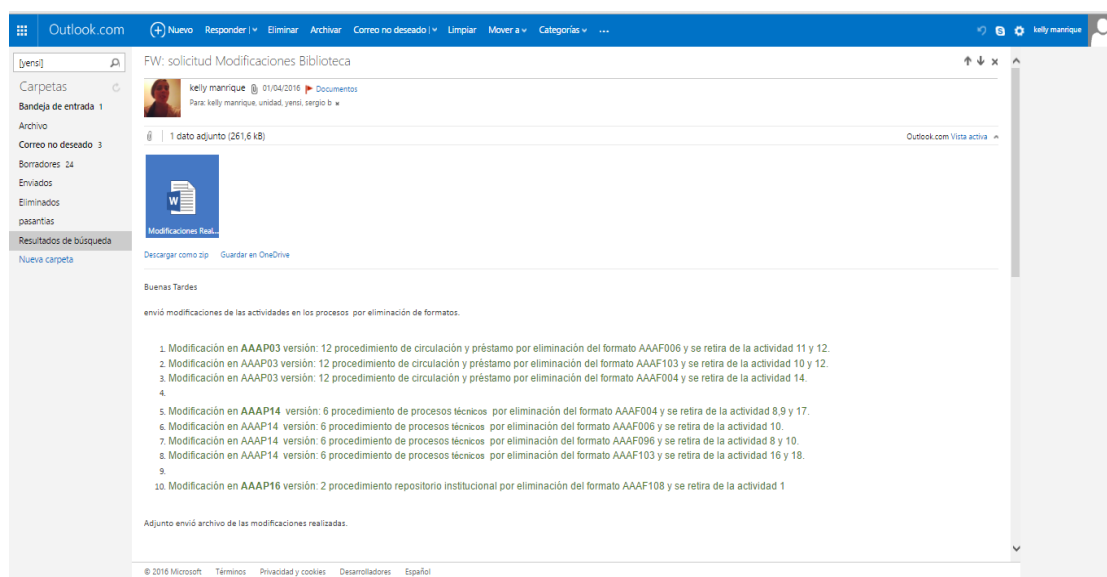 Outlook.com Nuevo Responder Eliminar Archivar Correo no deseado Limpiar Mover a Categorías ... kelly manrique
[yensi]
Carpetas
Bandeja de entrada 1
Archivo
Correo no deseado 3
Borradores 24
Enviados
Eliminados
pasantias
Resultados de búsqueda
Nueva carpeta
FW: solicitud Modificaciones Biblioteca
kelly manrique 01/04/2016 Documentos
Para: kelly manrique, unidad, yensi, sergio b
1 dato adjunto (261,6 kB)
Outlook.com Vista activa
Modificaciones Real...
Descargar como zip Guardar en OneDrive
Buenas Tardes
envió modificaciones de las actividades en los procesos por eliminación de formatos.
1. Modificación en AAAP03 versión: 12 procedimiento de circulación y préstamo por eliminación del formato AAAF006 y se retira de la actividad 11 y 12.
2. Modificación en AAAP03 versión: 12 procedimiento de circulación y préstamo por eliminación del formato AAAF103 y se retira de la actividad 10 y 12.
3. Modificación en AAAP03 versión: 12 procedimiento de circulación y préstamo por eliminación del formato AAAF004 y se retira de la actividad 14.
4.
5. Modificación en AAAP14 versión: 6 procedimiento de procesos técnicos por eliminación del formato AAAF004 y se retira de la actividad 8,9 y 17.
6. Modificación en AAAP14 versión: 6 procedimiento de procesos técnicos por eliminación del formato AAAF006 y se retira de la actividad 10.
7. Modificación en AAAP14 versión: 6 procedimiento de procesos técnicos por eliminación del formato AAAF096 y se retira de la actividad 8 y 10.
8. Modificación en AAAP14 versión: 6 procedimiento de procesos técnicos por eliminación del formato AAAF103 y se retira de la actividad 16 y 18.
9.
10. Modificación en AAAP16 versión: 2 procedimiento repositorio institucional por eliminación del formato AAAF108 y se retira de la actividad 1
Adjunto envió archivo de las modificaciones realizadas.
© 2016 Microsoft Términos Privacidad y cookies Desarrolladores Español